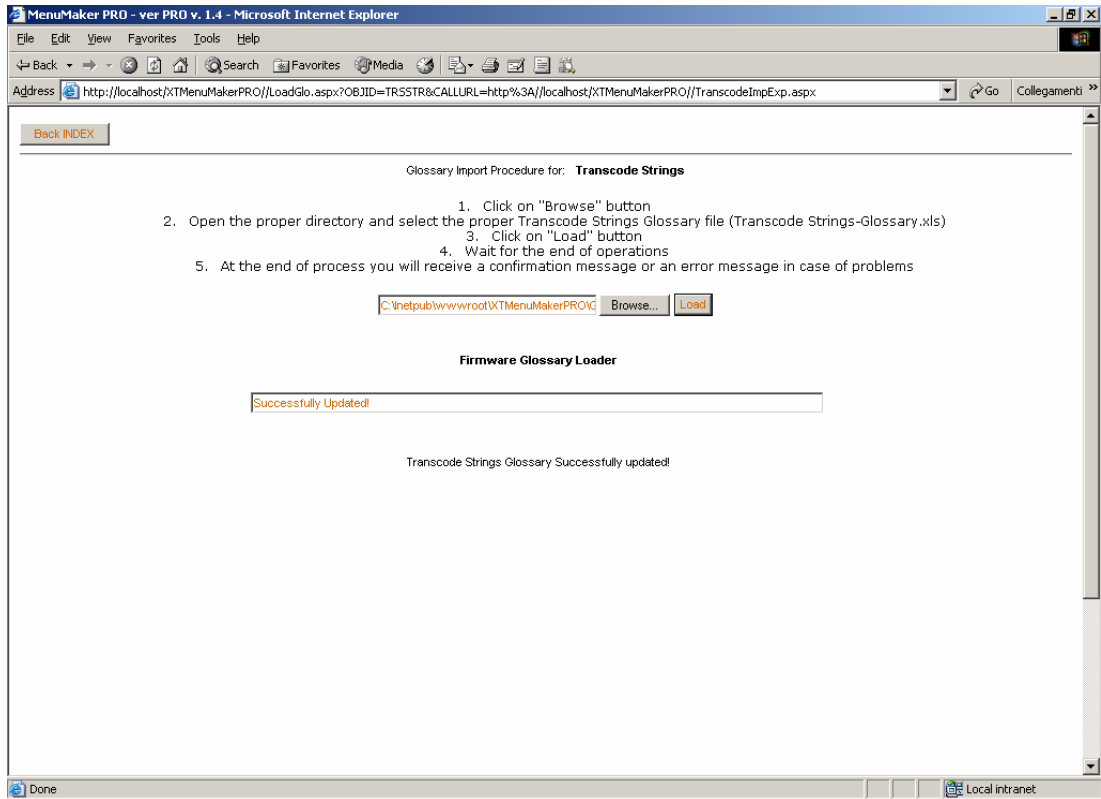 MenuMaker PRO - ver PRO v. 1.4 - Microsoft Internet Explorer
File Edit View Favorites Tools Help
Back Search Favorites Media
Address http://localhost/XTMenuMakerPRO//LoadGlo.aspx?OBJID=TRSSTR&CALLURL=http%3A//localhost/XTMenuMakerPRO//TranscodeImpExp.aspx Go Collegamenti »
Back INDEX
Glossary Import Procedure for: Transcode Strings
1. Click on "Browse" button
2. Open the proper directory and select the proper Transcode Strings Glossary file (Transcode Strings-Glossary.xls)
3. Click on "Load" button
4. Wait for the end of operations
5. At the end of process you will receive a confirmation message or an error message in case of problems
C:\Inetpub\wwwroot\XTMenuMakerPRO\G Browse... Load
Firmware Glossary Loader
Successfully Updated!
Transcode Strings Glossary Successfully updated!
Done Local intranet